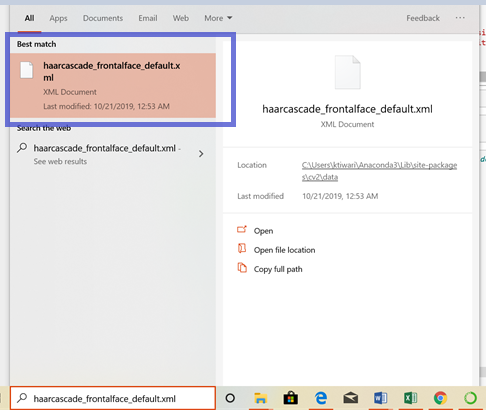 All Apps Documents Email Web More Feedback ...
Best match
haarcascade_frontalface_default.x
ml
XML Document
Last modified: 10/21/2019, 12:53 AM
Search the web
haarcascade_frontalface_default.xml -
See web results
haarcascade_frontalface_default.xml
XML Document
Location C:\Users\ktiwari\Anaconda3\Lib\site-package
s\cv2\data
Last modified 10/21/2019, 12:53 AM
Open
Open file location
Copy full path
haarcascade_frontalface_default.xml